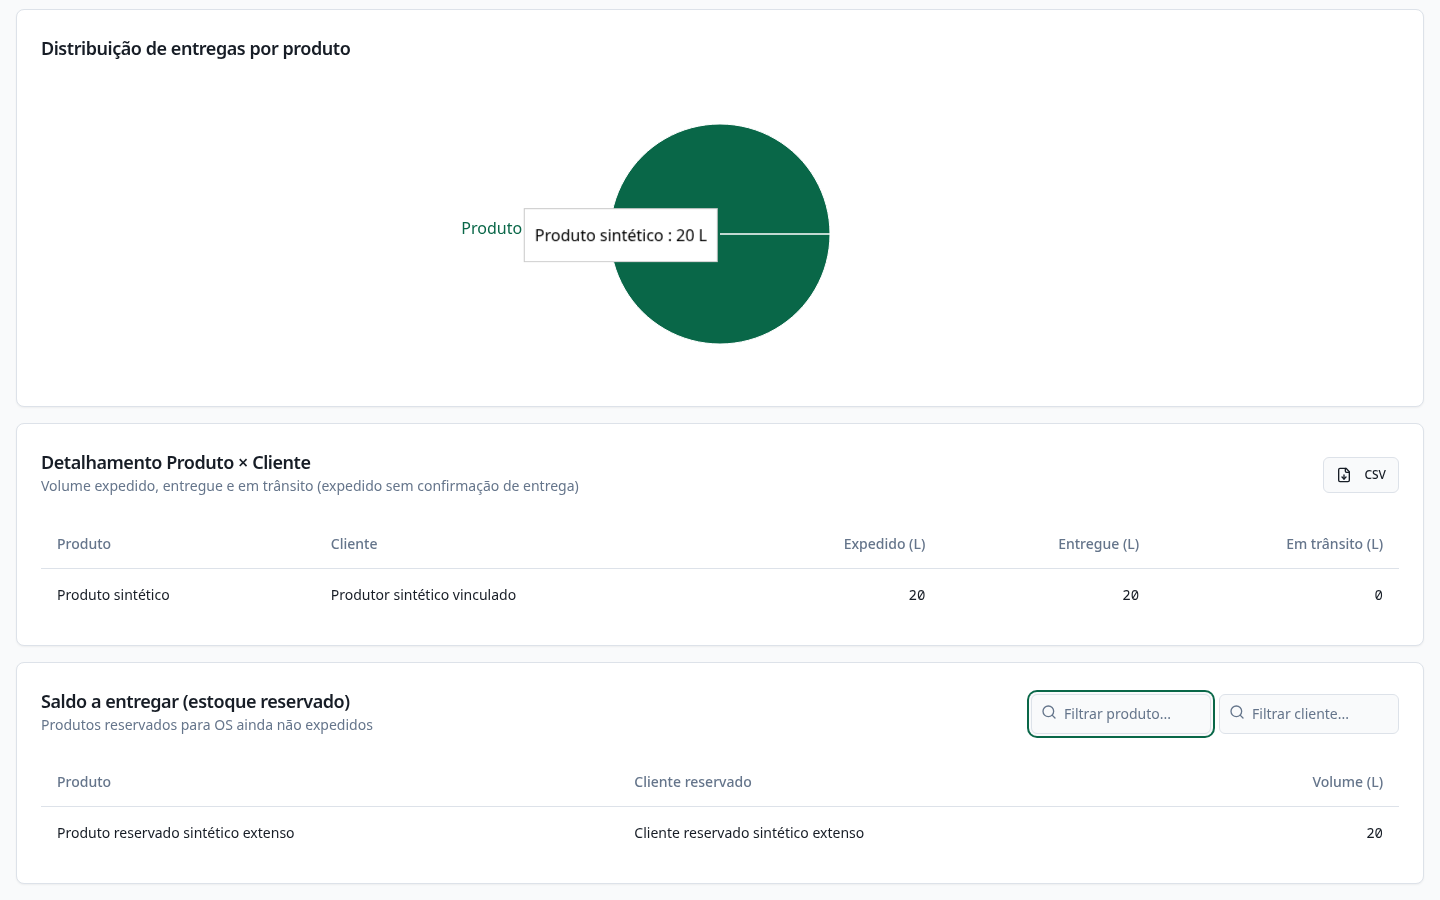 Distribuição de entregas por produto
Produto
Produto sintético : 20 L
Detalhamento Produto × Cliente
Volume expedido, entregue e em trânsito (expedido sem confirmação de entrega)
CSV
Produto Cliente Expedido (L) Entregue (L) Em trânsito (L)
Produto sintético Produtor sintético vinculado 20 20 0
Saldo a entregar (estoque reservado)
Produtos reservados para OS ainda não expedidos
Filtrar produto... Filtrar cliente...
Produto Cliente reservado Volume (L)
Produto reservado sintético extenso Cliente reservado sintético extenso 20